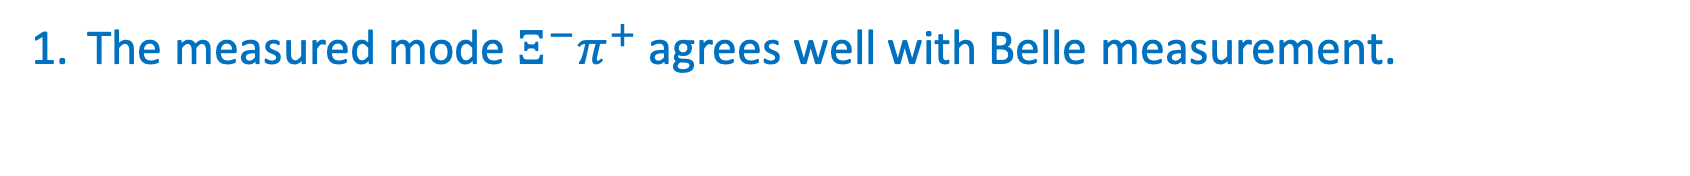 1. The measured mode Ξ⁻π⁺ agrees well with Belle measurement.